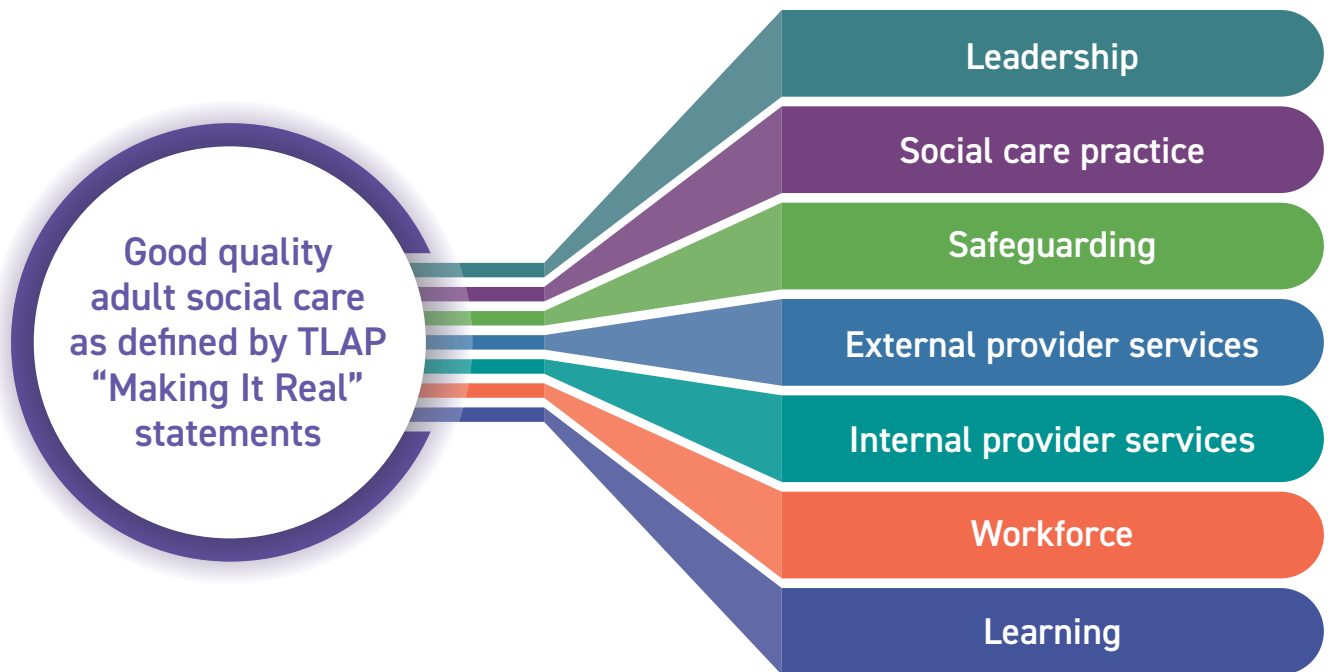 Good quality
adult social care
as defined by TLAP
“Making It Real”
statements
Leadership
Social care practice
Safeguarding
External provider services
Internal provider services
Workforce
Learning